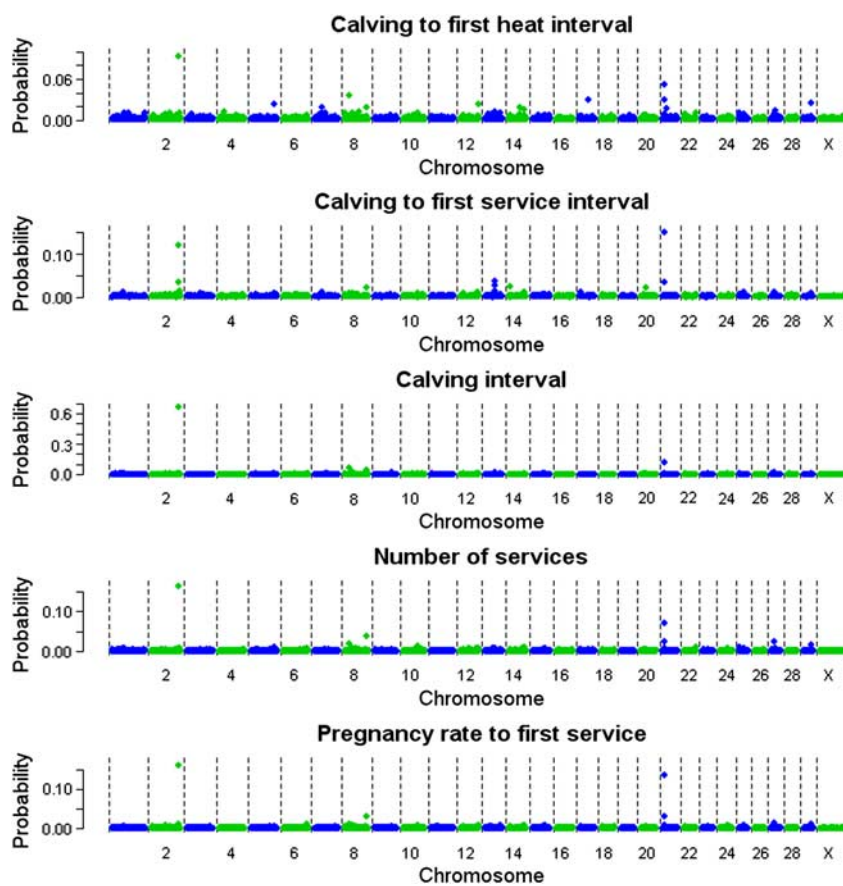 Calving to first heat interval
Probability
0.06
0.00
2 4 6 8 10 12 14 16 18 20 22 24 26 28 X
Chromosome
Calving to first service interval
Probability
0.10
0.00
2 4 6 8 10 12 14 16 18 20 22 24 26 28 X
Chromosome
Calving interval
Probability
0.6
0.3
0.0
2 4 6 8 10 12 14 16 18 20 22 24 26 28 X
Chromosome
Number of services
Probability
0.10
0.00
2 4 6 8 10 12 14 16 18 20 22 24 26 28 X
Chromosome
Pregnancy rate to first service
Probability
0.10
0.00
2 4 6 8 10 12 14 16 18 20 22 24 26 28 X
Chromosome